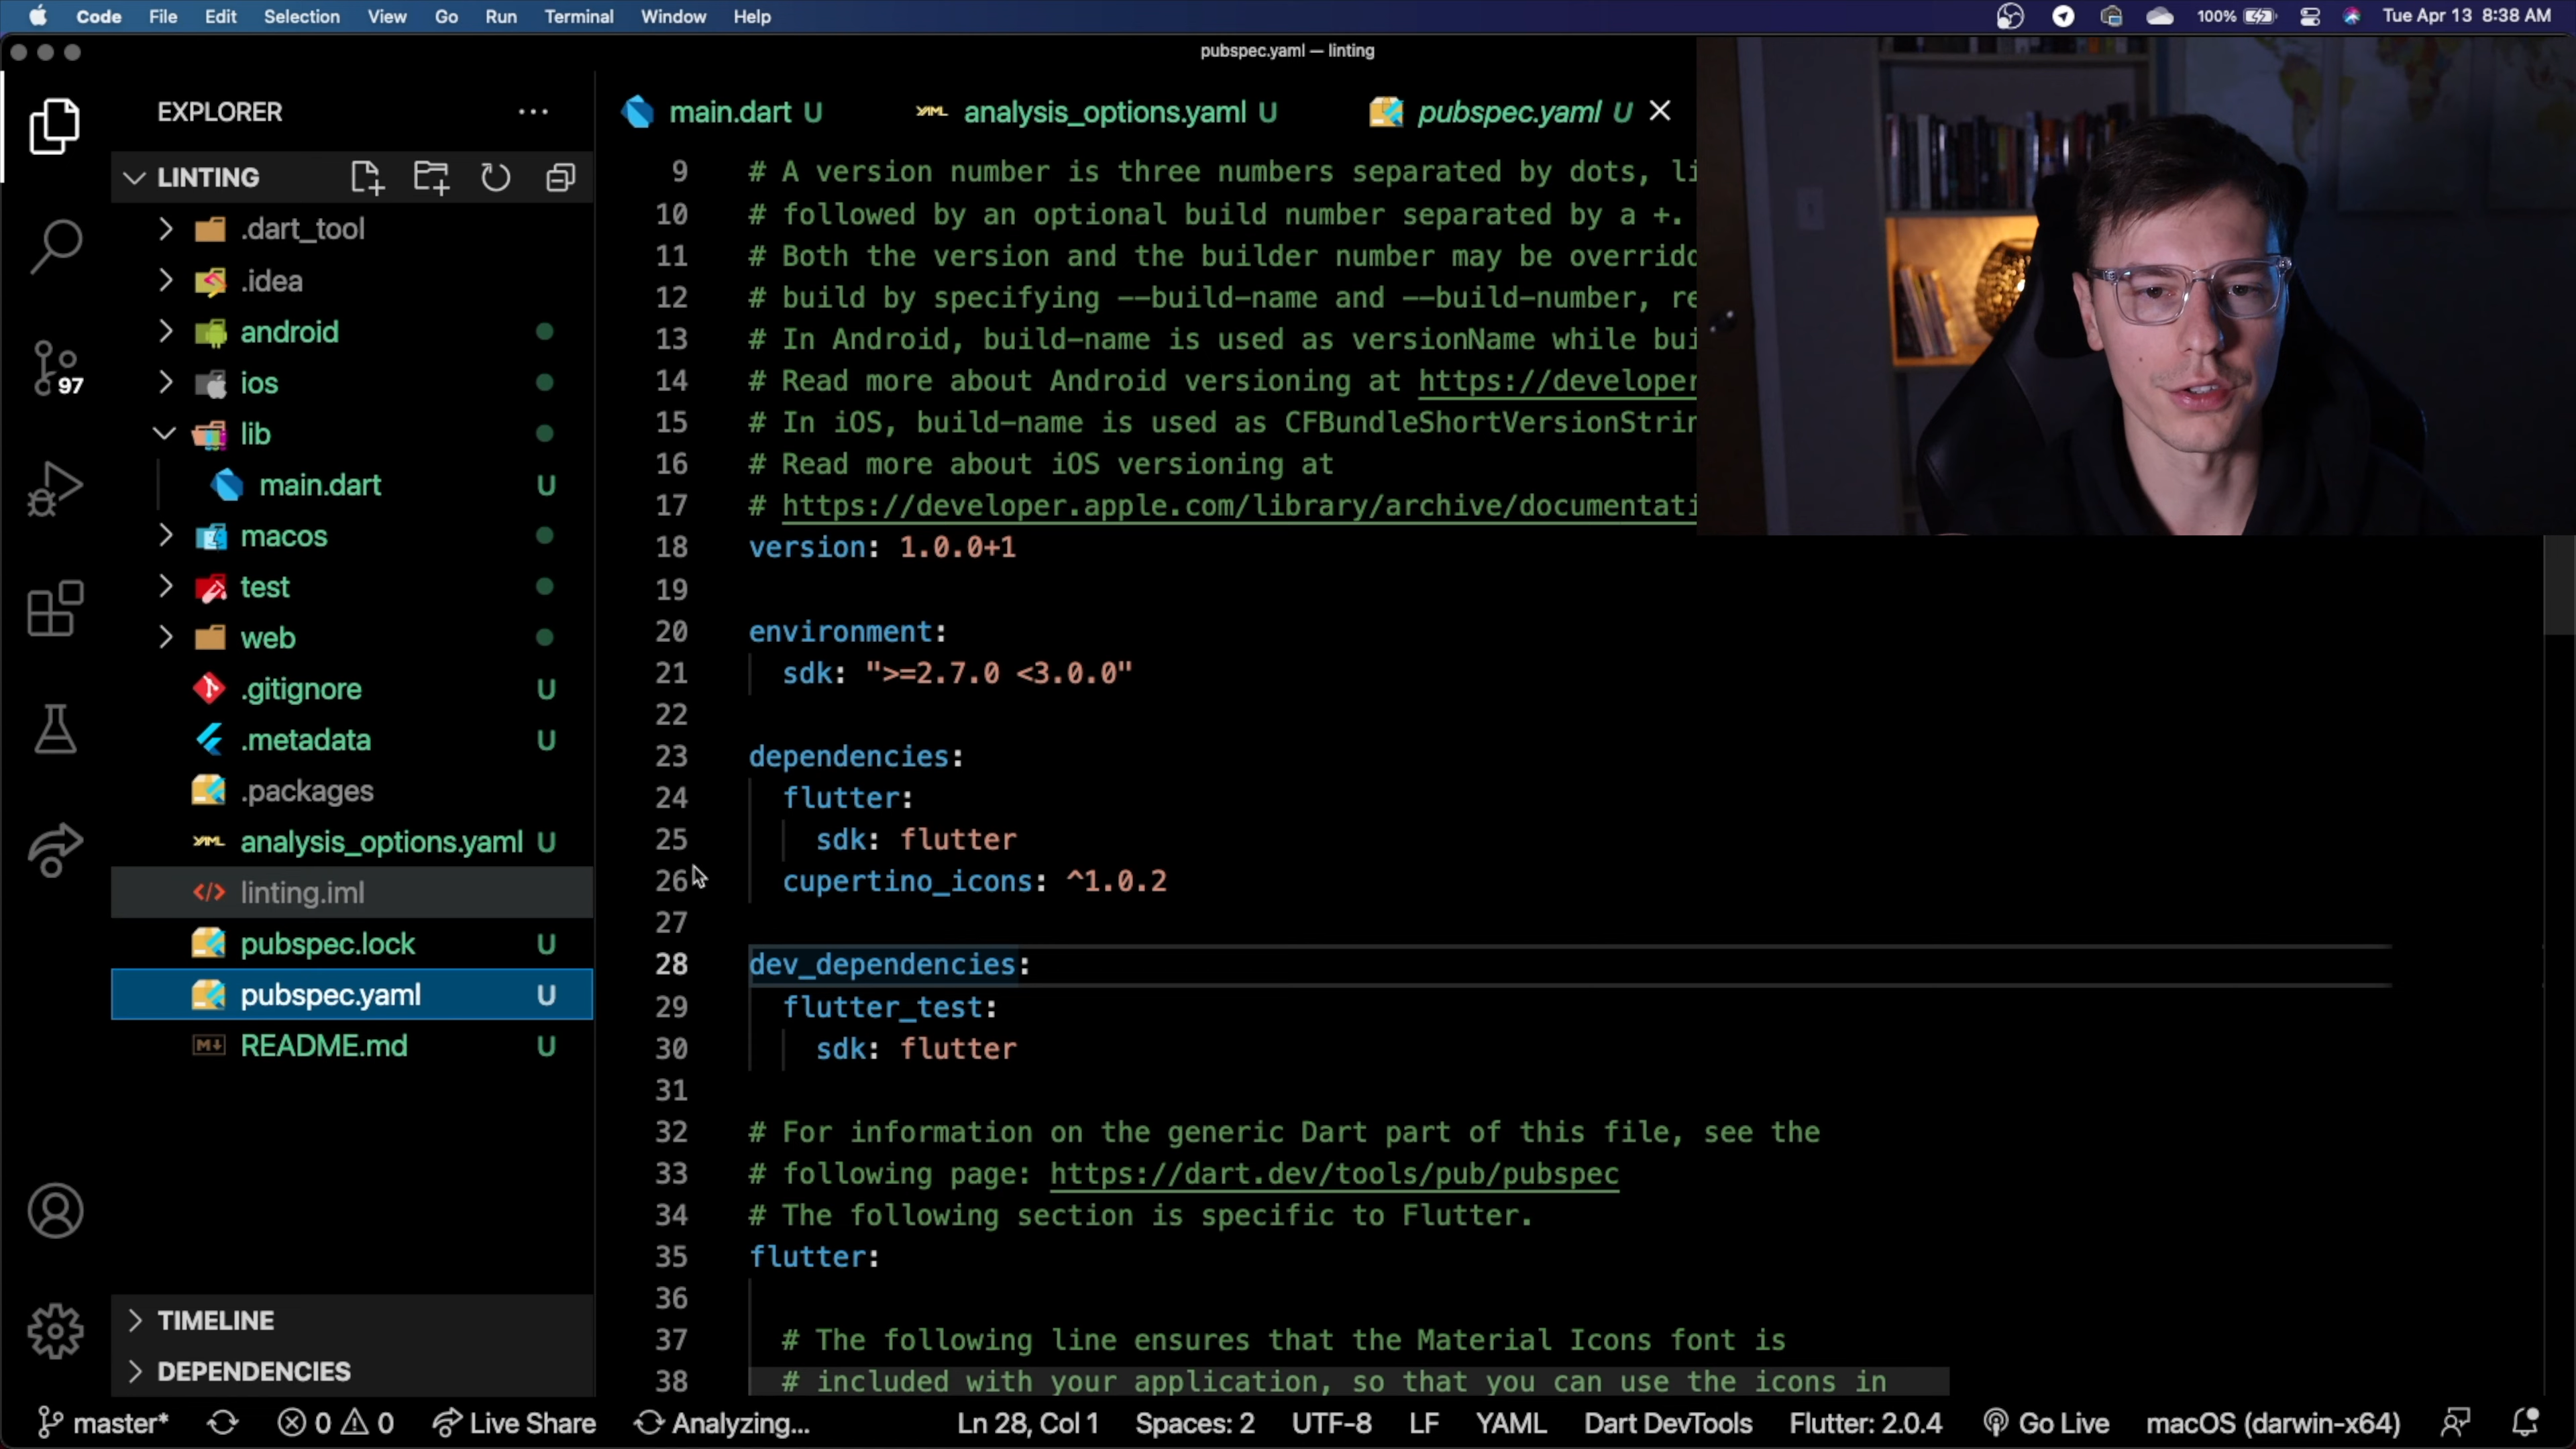 Code File Edit Selection View Go Run Terminal Window Help 100% Tue Apr 13 8:38 AM
pubspec.yaml — linting
EXPLORER
LINTING
.dart_tool
.idea
android
ios
lib
main.dart U
macos
test
web
.gitignore U
.metadata U
.packages
analysis_options.yaml U
linting.iml
pubspec.lock U
pubspec.yaml U
README.md U
TIMELINE
DEPENDENCIES
97
main.dart U analysis_options.yaml U pubspec.yaml U
9 # A version number is three numbers separated by dots, li
10 # followed by an optional build number separated by a +.
11 # Both the version and the builder number may be overridd
12 # build by specifying --build-name and --build-number, re
13 # In Android, build-name is used as versionName while bui
14 # Read more about Android versioning at https://developer
15 # In iOS, build-name is used as CFBundleShortVersionStrin
16 # Read more about iOS versioning at
17 # https://developer.apple.com/library/archive/documentati
18 version: 1.0.0+1
19
20 environment:
21 sdk: ">=2.7.0 <3.0.0"
22
23 dependencies:
24 flutter:
25 sdk: flutter
26 cupertino_icons: ^1.0.2
27
28 dev_dependencies:
29 flutter_test:
30 sdk: flutter
31
32 # For information on the generic Dart part of this file, see the
33 # following page: https://dart.dev/tools/pub/pubspec
34 # The following section is specific to Flutter.
35 flutter:
36
37 # The following line ensures that the Material Icons font is
38 # included with your application, so that you can use the icons in
master* 0 0 Live Share Analyzing... Ln 28, Col 1 Spaces: 2 UTF-8 LF YAML Dart DevTools Flutter: 2.0.4 Go Live macOS (darwin-x64)